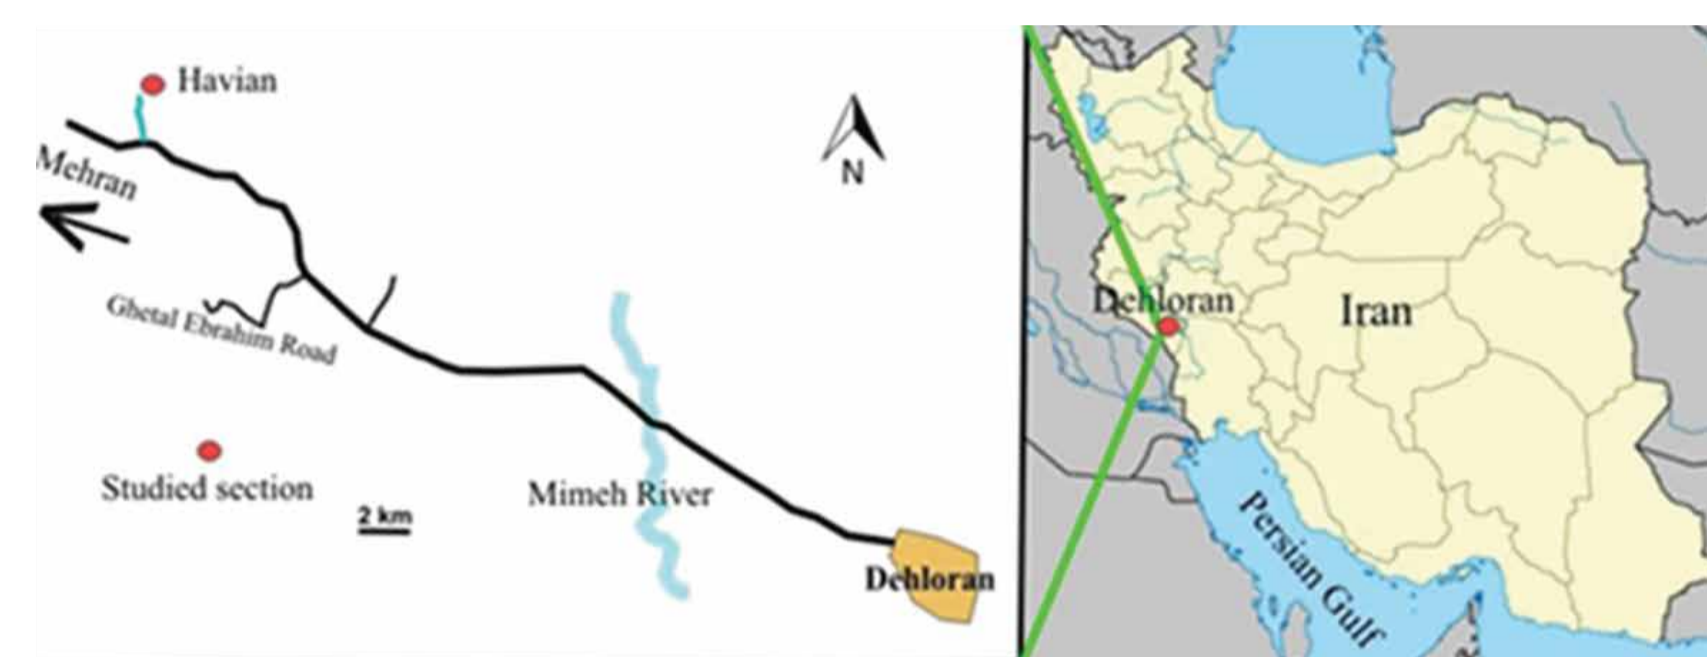 Havian
Mehran
N
Ghetal Ebrahim Road
Studied section
2 km
Mimeh River
Dehloran
Dehloran
Iran
Persian Gulf